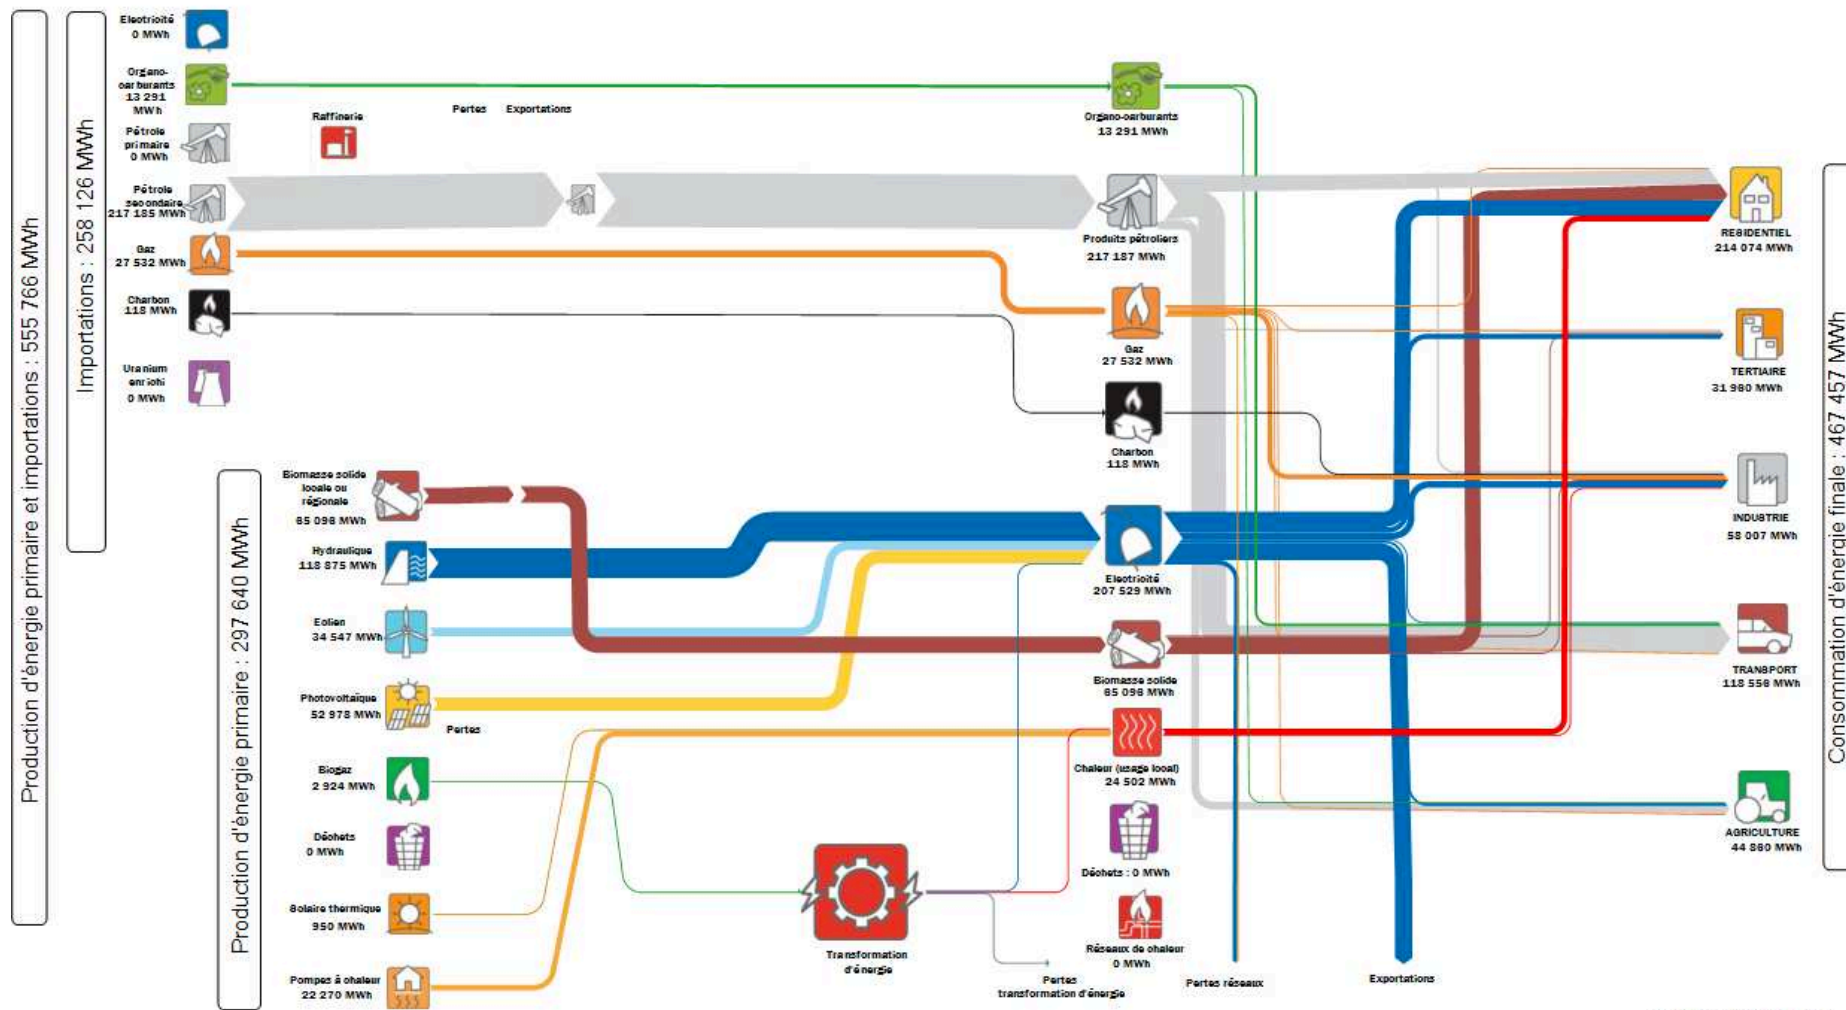 Production d'énergie primaire et importations : 555 766 MWh
Importations : 258 126 MWh
Electricité
0 MWh
Organo-
carburants
13 291
MWh
Pétrole
primaire
0 MWh
Pétrole
secondaire
217 185 MWh
Gaz
27 532 MWh
Charbon
118 MWh
Uranium
enrichi
0 MWh
Raffinerie
Pertes
Exportations
Production d'énergie primaire : 297 640 MWh
Biomasse solide
locale ou
régionale
65 096 MWh
Hydraulique
118 875 MWh
Eolien
34 547 MWh
Photovoltaïque
52 978 MWh
Pertes
Biogaz
2 924 MWh
Déchets
0 MWh
Solaire thermique
950 MWh
Pompes à chaleur
22 270 MWh
Transformation
d'énergie
Organo-carburants
13 291 MWh
Produits pétroliers
217 187 MWh
Gaz
27 532 MWh
Charbon
118 MWh
Electricité
207 529 MWh
Biomasse solide
65 096 MWh
Chaleur (usage local)
24 502 MWh
Déchets : 0 MWh
Réseaux de chaleur
0 MWh
Pertes
transformation d'énergie
Pertes réseaux
Exportations
RESIDENTIEL
214 074 MWh
TERTIAIRE
31 960 MWh
INDUSTRIE
58 007 MWh
TRANSPORT
118 556 MWh
AGRICULTURE
44 860 MWh
Consommation d'énergie finale : 467 457 MWh